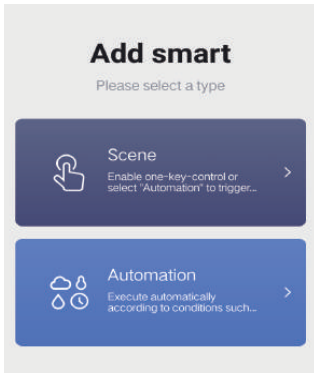 Add smart
Please select a type
Scene
Enable one-key-control or
select "Automation" to trigger...
Automation
Execute automatically
according to conditions such...